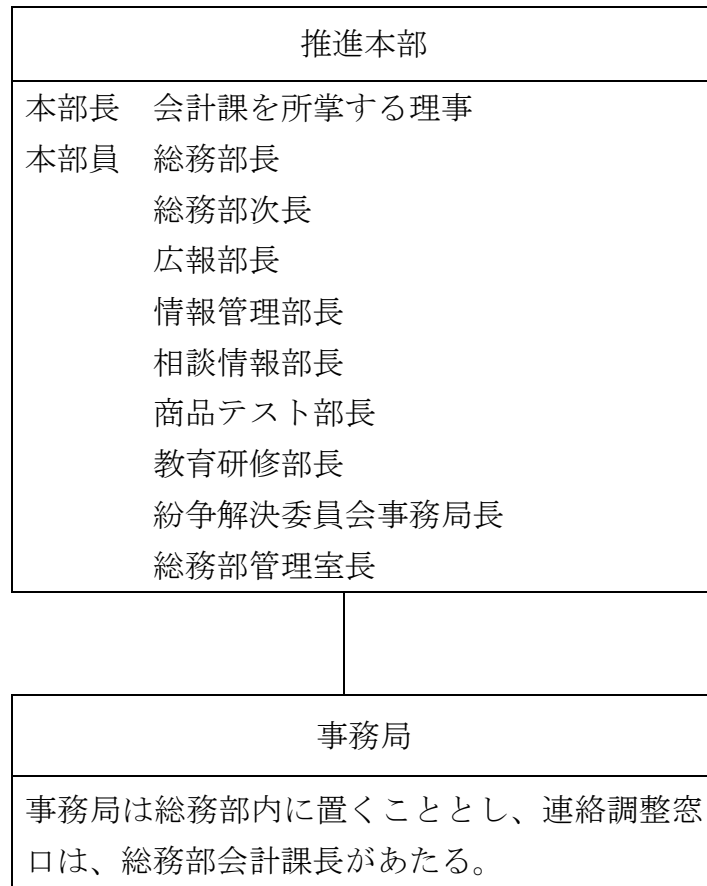 推進本部
本部長　会計課を所掌する理事
本部員　総務部長
総務部次長
広報部長
情報管理部長
相談情報部長
商品テスト部長
教育研修部長
紛争解決委員会事務局長
総務部管理室長
事務局
事務局は総務部内に置くこととし、連絡調整窓
口は、総務部会計課長があたる。